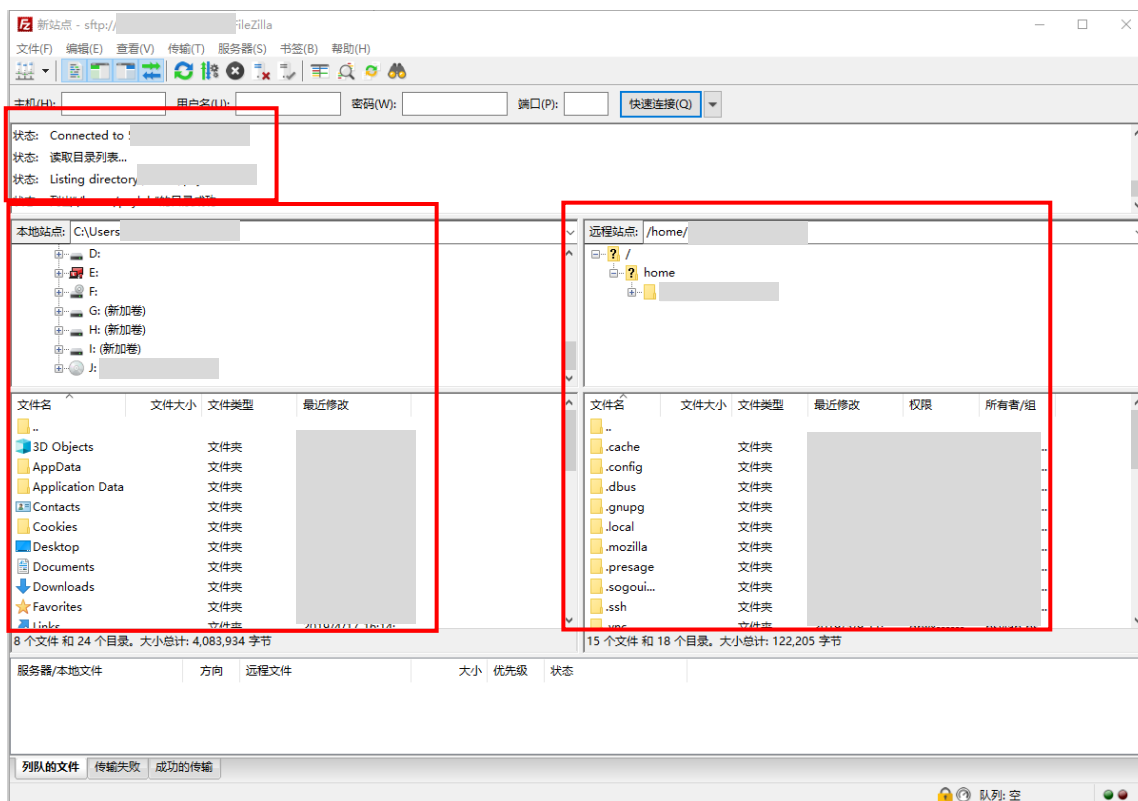 新站点 - sftp:// FileZilla
文件(F) 编辑(E) 查看(V) 传输(T) 服务器(S) 书签(B) 帮助(H)
主机(H): 用户名(U): 密码(W): 端口(P): 快速连接(Q)
状态: Connected to
状态: 读取目录列表...
状态: Listing directory
本地站点: C:\Users
D:
E:
F:
G: (新加卷)
H: (新加卷)
I: (新加卷)
J:
远程站点: /home/
/
home
文件名 文件大小 文件类型 最近修改
..
3D Objects 文件夹
AppData 文件夹
Application Data 文件夹
Contacts 文件夹
Cookies 文件夹
Desktop 文件夹
Documents 文件夹
Downloads 文件夹
Favorites 文件夹
Links
8 个文件 和 24 个目录。大小总计: 4,083,934 字节
文件名 文件大小 文件类型 最近修改 权限 所有者/组
..
.cache 文件夹 ..
.config 文件夹 ..
.dbus 文件夹 ..
.gnupg 文件夹 ..
.local 文件夹 ..
.mozilla 文件夹 ..
.presage 文件夹 ..
.sogoui... 文件夹 ..
.ssh 文件夹 ..
15 个文件 和 18 个目录。大小总计: 122,205 字节
服务器/本地文件 方向 远程文件 大小 优先级 状态
列队的文件 传输失败 成功的传输
队列: 空